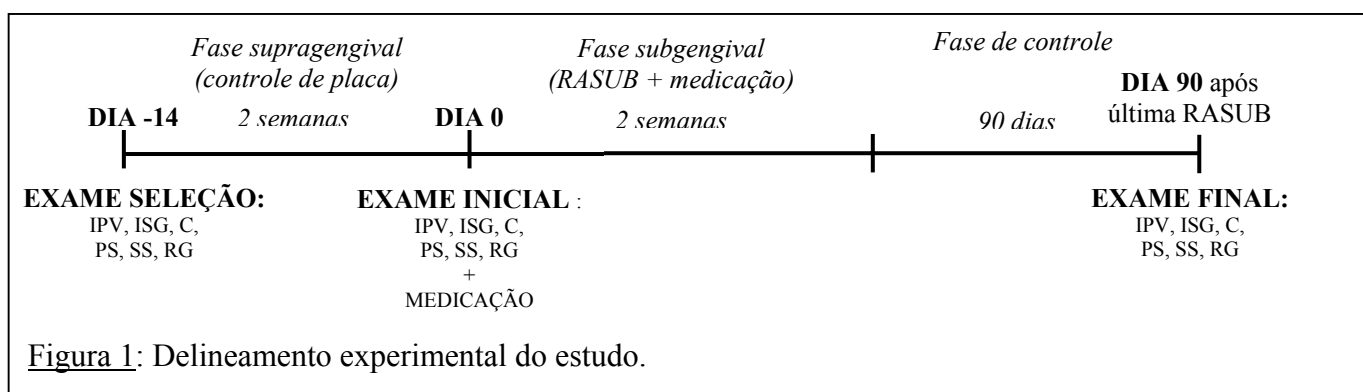 Fase supragengival
(controle de placa)
Fase subgengival
(RASUB + medicação)
Fase de controle
DIA -14
2 semanas
DIA 0
2 semanas
90 dias
DIA 90 após
última RASUB
EXAME SELEÇÃO:
IPV, ISG, C,
PS, SS, RG
EXAME INICIAL :
IPV, ISG, C,
PS, SS, RG
+
MEDICAÇÃO
EXAME FINAL:
IPV, ISG, C,
PS, SS, RG
Figura 1: Delineamento experimental do estudo.